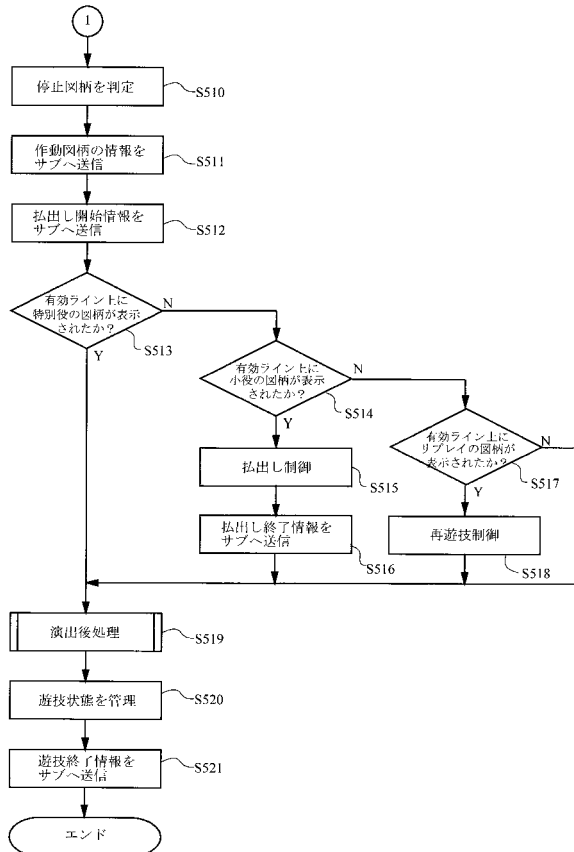 1
停止図柄を判定
S510
作動図柄の情報を
サブへ送信
S511
払出し開始情報を
サブへ送信
S512
有効ライン上に
特別役の図柄が表示
されたか？
N
S513
Y
有効ライン上に
小役の図柄が表示
されたか？
N
S514
Y
有効ライン上に
リプレイの図柄が
表示されたか？
N
S517
Y
払出し制御
S515
払出し終了情報を
サブへ送信
S516
再遊技制御
S518
演出後処理
S519
遊技状態を管理
S520
遊技終了情報を
サブへ送信
S521
エンド